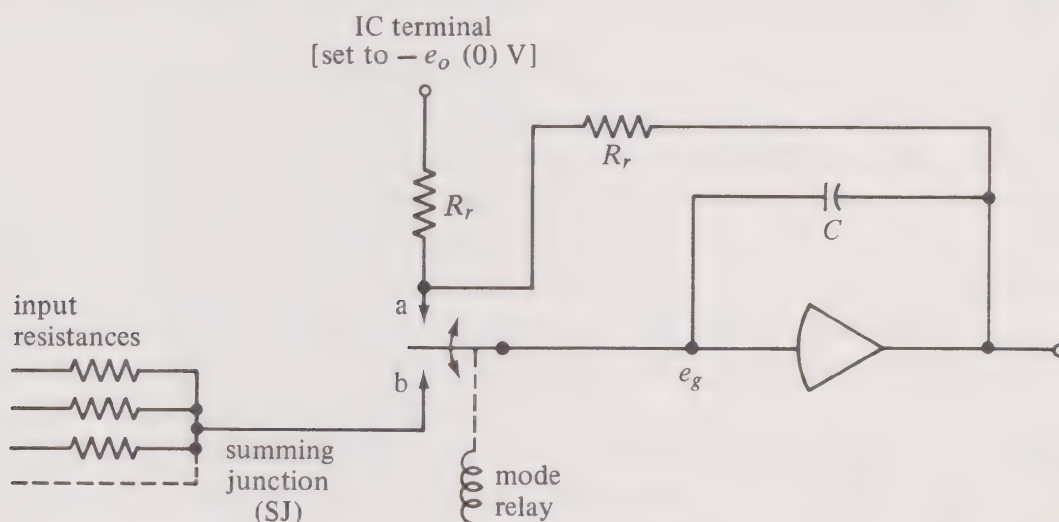 IC terminal
[set to − e_o (0) V]
R_r
R_r
C
a
input
resistances
b
e_g
summing
junction
(SJ)
mode
relay